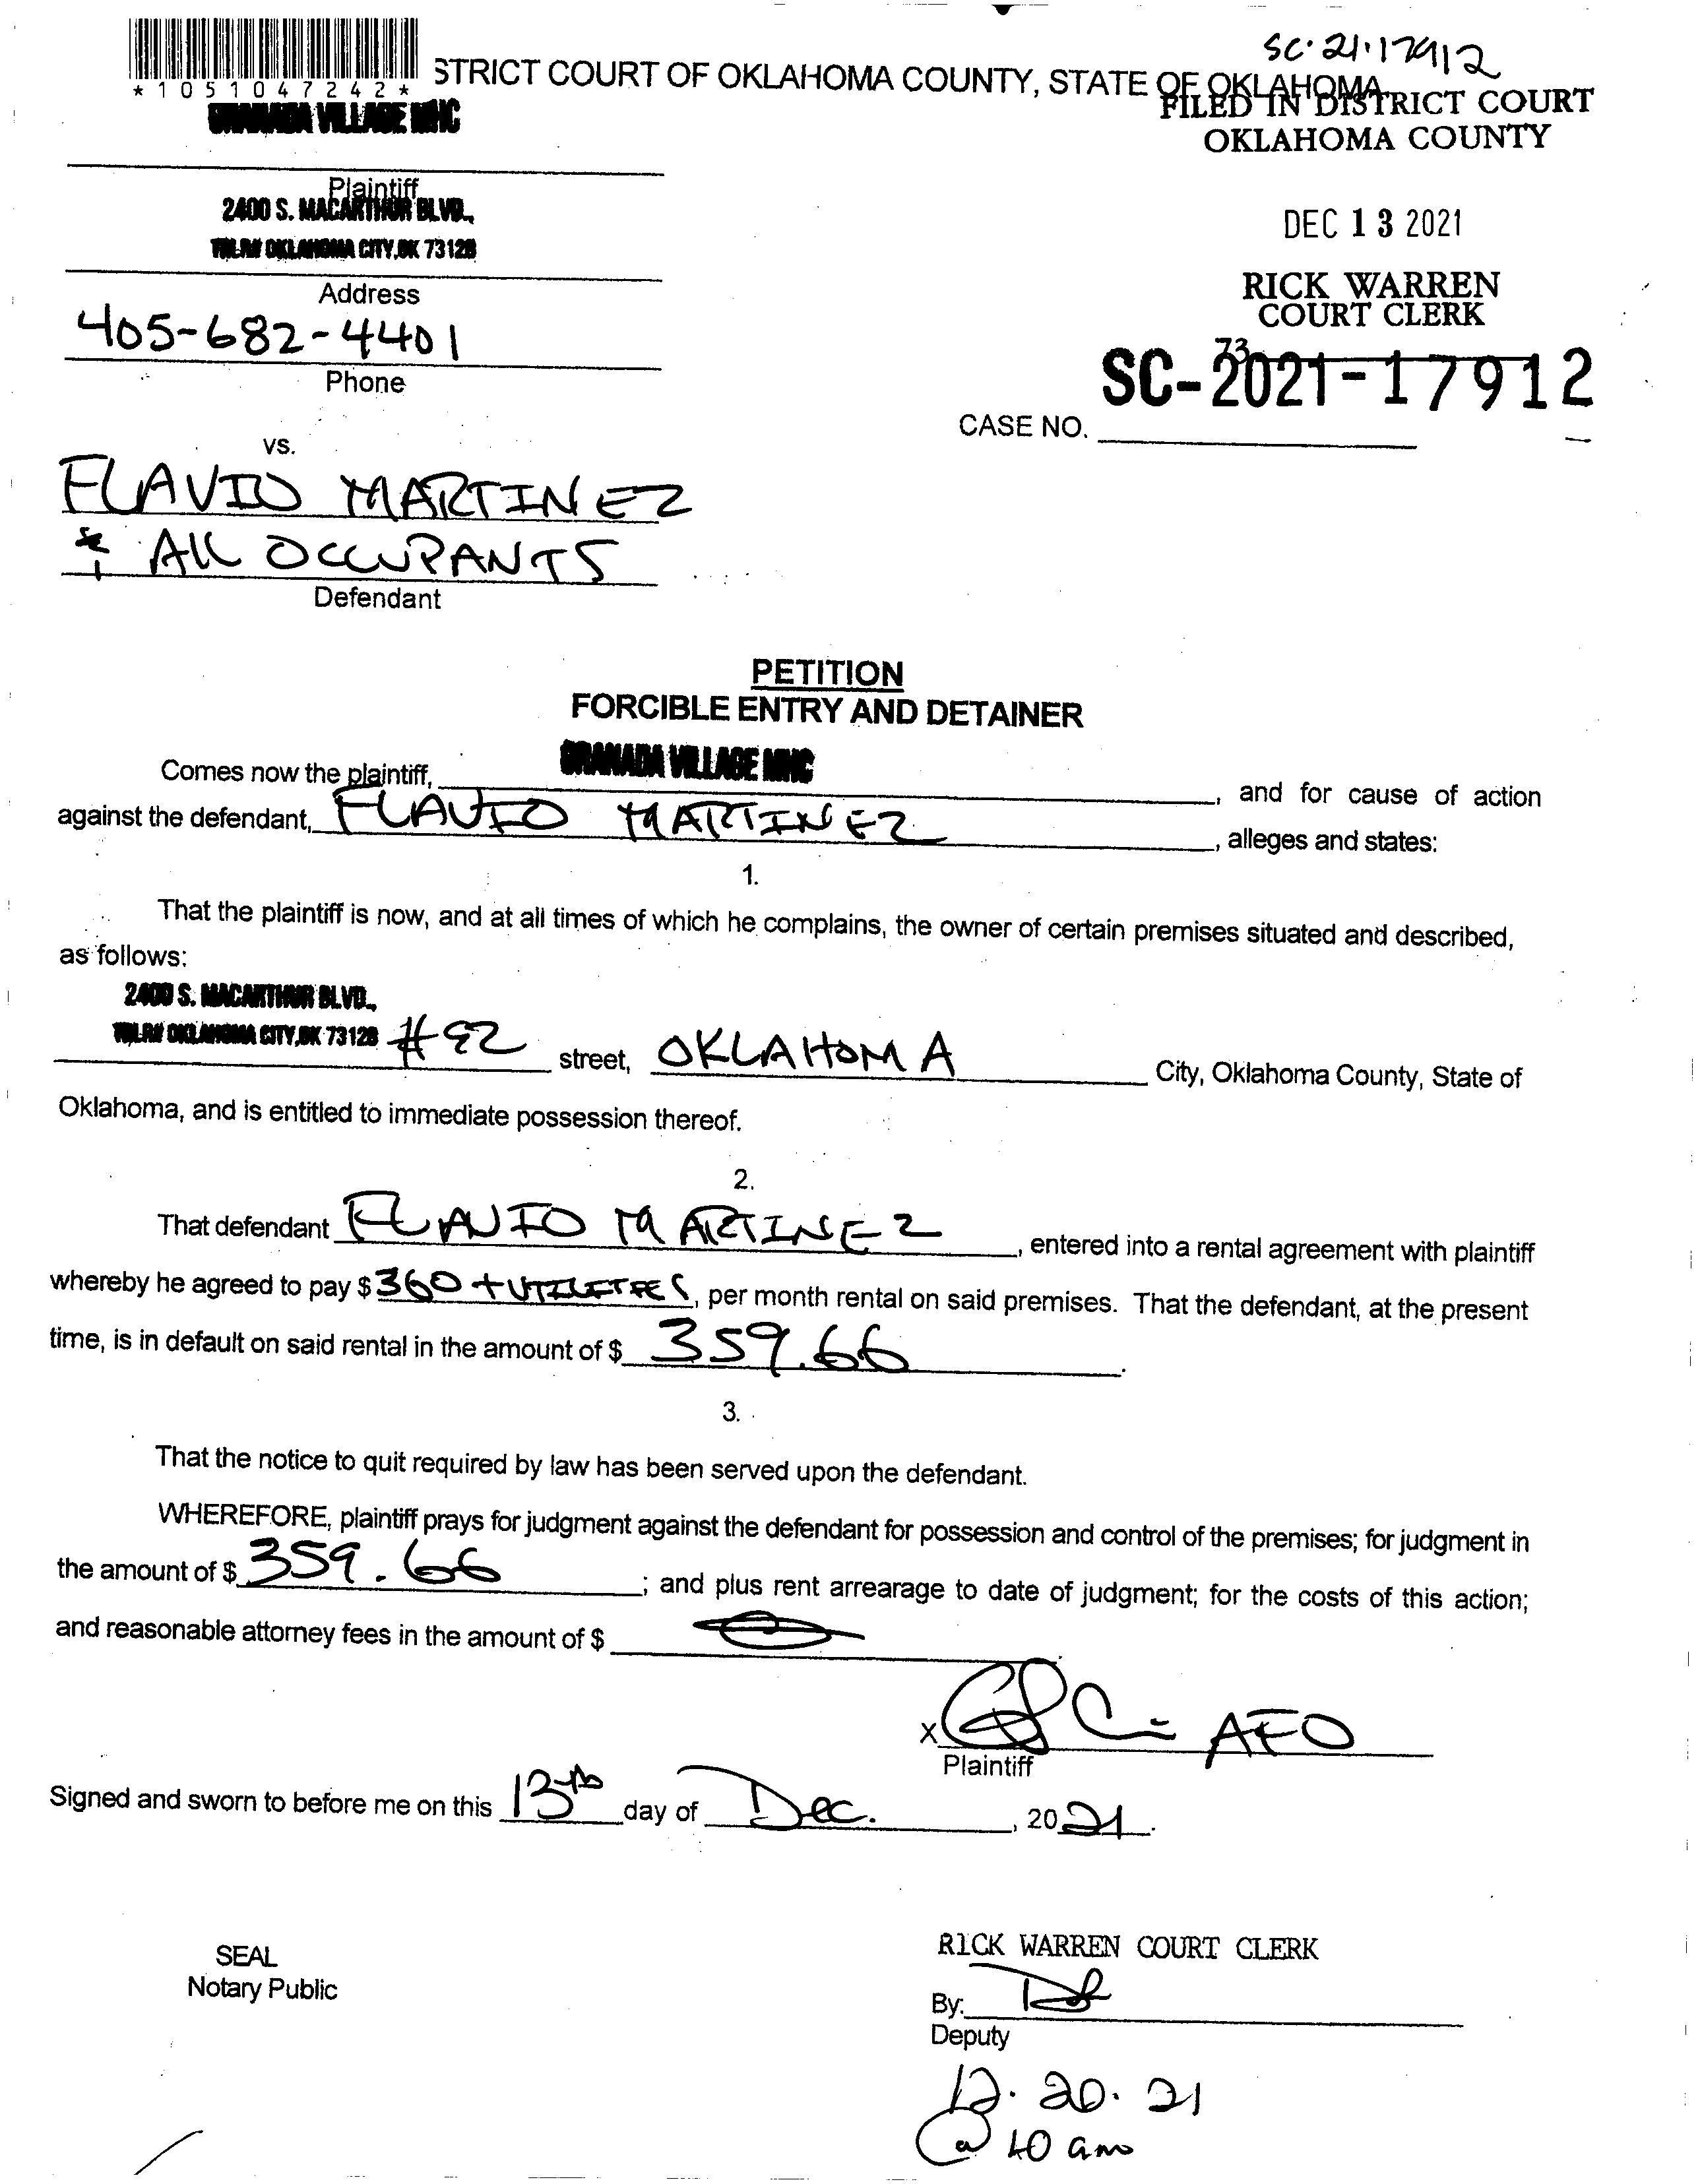 SC-21-17912
*1051047242*
STRICT COURT OF OKLAHOMA COUNTY, STATE OF OKLAHOMA
FILED IN DISTRICT COURT
OKLAHOMA COUNTY
GRANADA VILLAGE MHC
Plaintiff
2400 S. MACARTHUR BLVD.,
OKLAHOMA CITY, OK 73128
Address
405-682-4401
Phone
DEC 13 2021
RICK WARREN
COURT CLERK
73
SC-2021-17912
CASE NO.
vs.
FLAVIO MARTINEZ
& All OCCUPANTS
Defendant
PETITION
FORCIBLE ENTRY AND DETAINER
Comes now the plaintiff, GRANADA VILLAGE MHC, and for cause of action
against the defendant, FLAVIO MARTINEZ, alleges and states:
1.
That the plaintiff is now, and at all times of which he complains, the owner of certain premises situated and described,
as follows:
2400 S. MACARTHUR BLVD.,
OKLAHOMA CITY, OK 73128 #92 street, OKLAHOMA City, Oklahoma County, State of
Oklahoma, and is entitled to immediate possession thereof.
2.
That defendant FLAVIO MARTINEZ, entered into a rental agreement with plaintiff
whereby he agreed to pay $ 360 + UTILITIES, per month rental on said premises. That the defendant, at the present
time, is in default on said rental in the amount of $ 359.66.
3.
That the notice to quit required by law has been served upon the defendant.
WHEREFORE, plaintiff prays for judgment against the defendant for possession and control of the premises; for judgment in
the amount of $ 359.66; and plus rent arrearage to date of judgment; for the costs of this action;
and reasonable attorney fees in the amount of $
X AFO
Plaintiff
Signed and sworn to before me on this 13th day of Dec., 2021.
SEAL
Notary Public
RICK WARREN COURT CLERK
By:
Deputy
12.20.21
@ 10 am